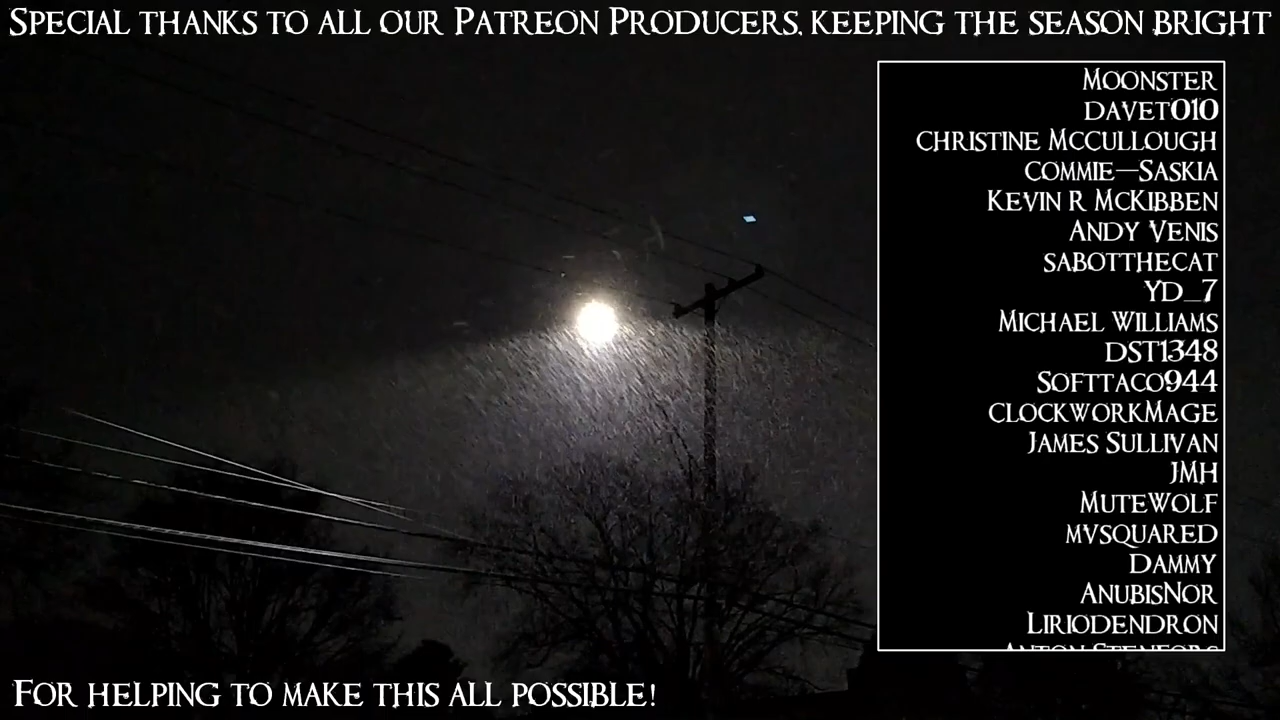 Special thanks to all our Patreon Producers, keeping the season bright
Moonster
davet010
christine Mccullough
commie-Saskia
Kevin R McKibben
Andy Venis
sabotthecat
YD_7
Michael Williams
DST1348
Softtaco944
clockworkMage
James Sullivan
JMH
MuteWolf
mvsquared
Dammy
AnubisNor
Liriodendron
For helping to make this all possible!